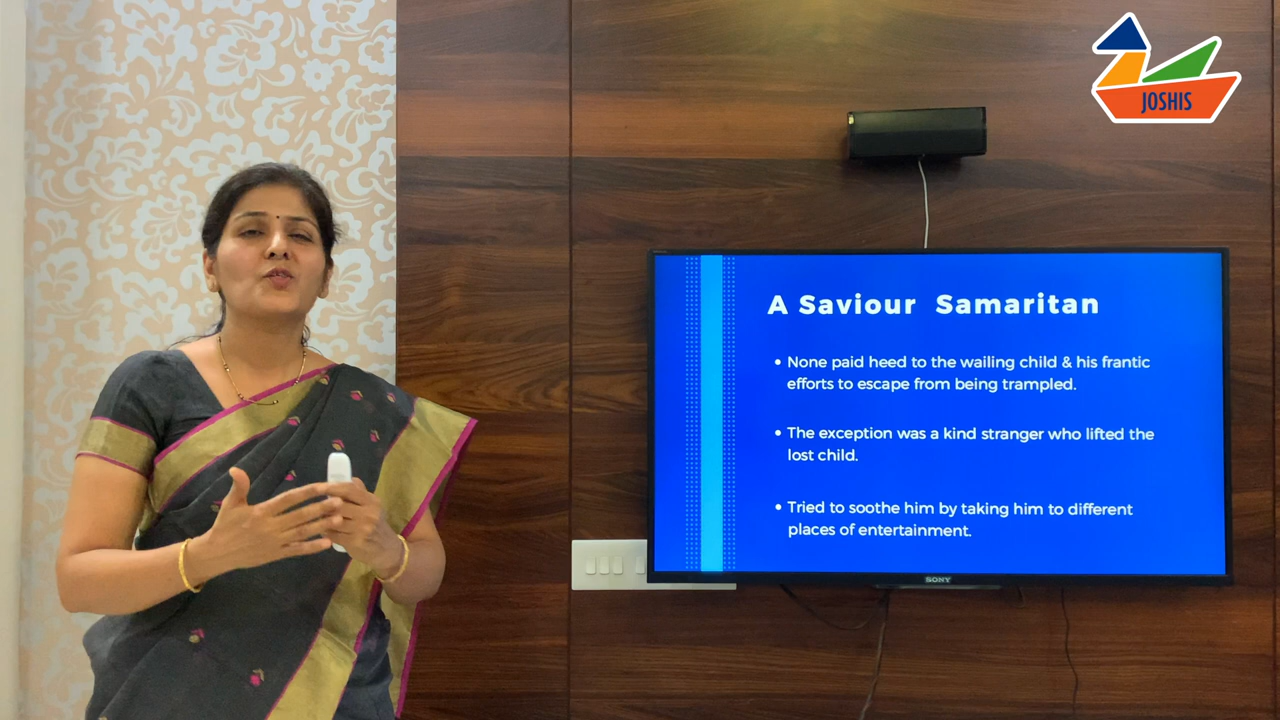 JOSHIS
A Saviour Samaritan
• None paid heed to the wailing child & his frantic
efforts to escape from being trampled.
• The exception was a kind stranger who lifted the
lost child.
• Tried to soothe him by taking him to different
places of entertainment.
SONY